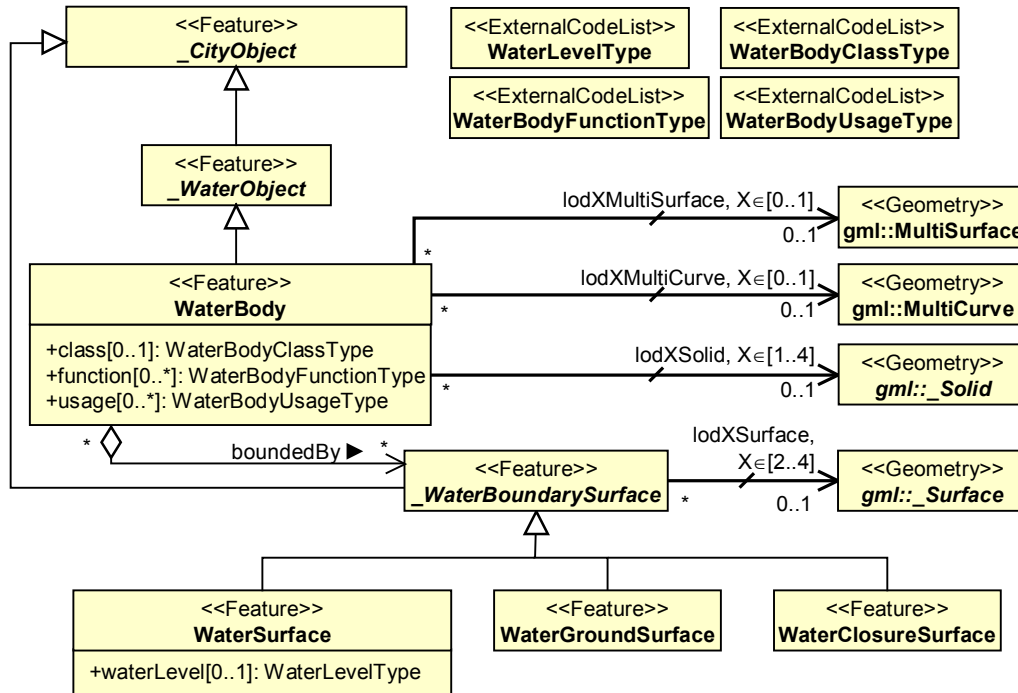 <<Feature>>
_CityObject
<<ExternalCodeList>>
WaterLevelType
<<ExternalCodeList>>
WaterBodyClassType
<<ExternalCodeList>>
WaterBodyFunctionType
<<ExternalCodeList>>
WaterBodyUsageType
<<Feature>>
_WaterObject
lodXMultiSurface, X∈[0..1]
0..1
*
<<Geometry>>
gml::MultiSurface
<<Feature>>
WaterBody
+class[0..1]: WaterBodyClassType
+function[0..*]: WaterBodyFunctionType
+usage[0..*]: WaterBodyUsageType
lodXMultiCurve, X∈[0..1]
*
0..1
<<Geometry>>
gml::MultiCurve
lodXSolid, X∈[1..4]
*
0..1
<<Geometry>>
gml::_Solid
*
boundedBy ▶
*
<<Feature>>
_WaterBoundarySurface
lodXSurface,
X∈[2..4]
*
0..1
<<Geometry>>
gml::_Surface
<<Feature>>
WaterSurface
+waterLevel[0..1]: WaterLevelType
<<Feature>>
WaterGroundSurface
<<Feature>>
WaterClosureSurface